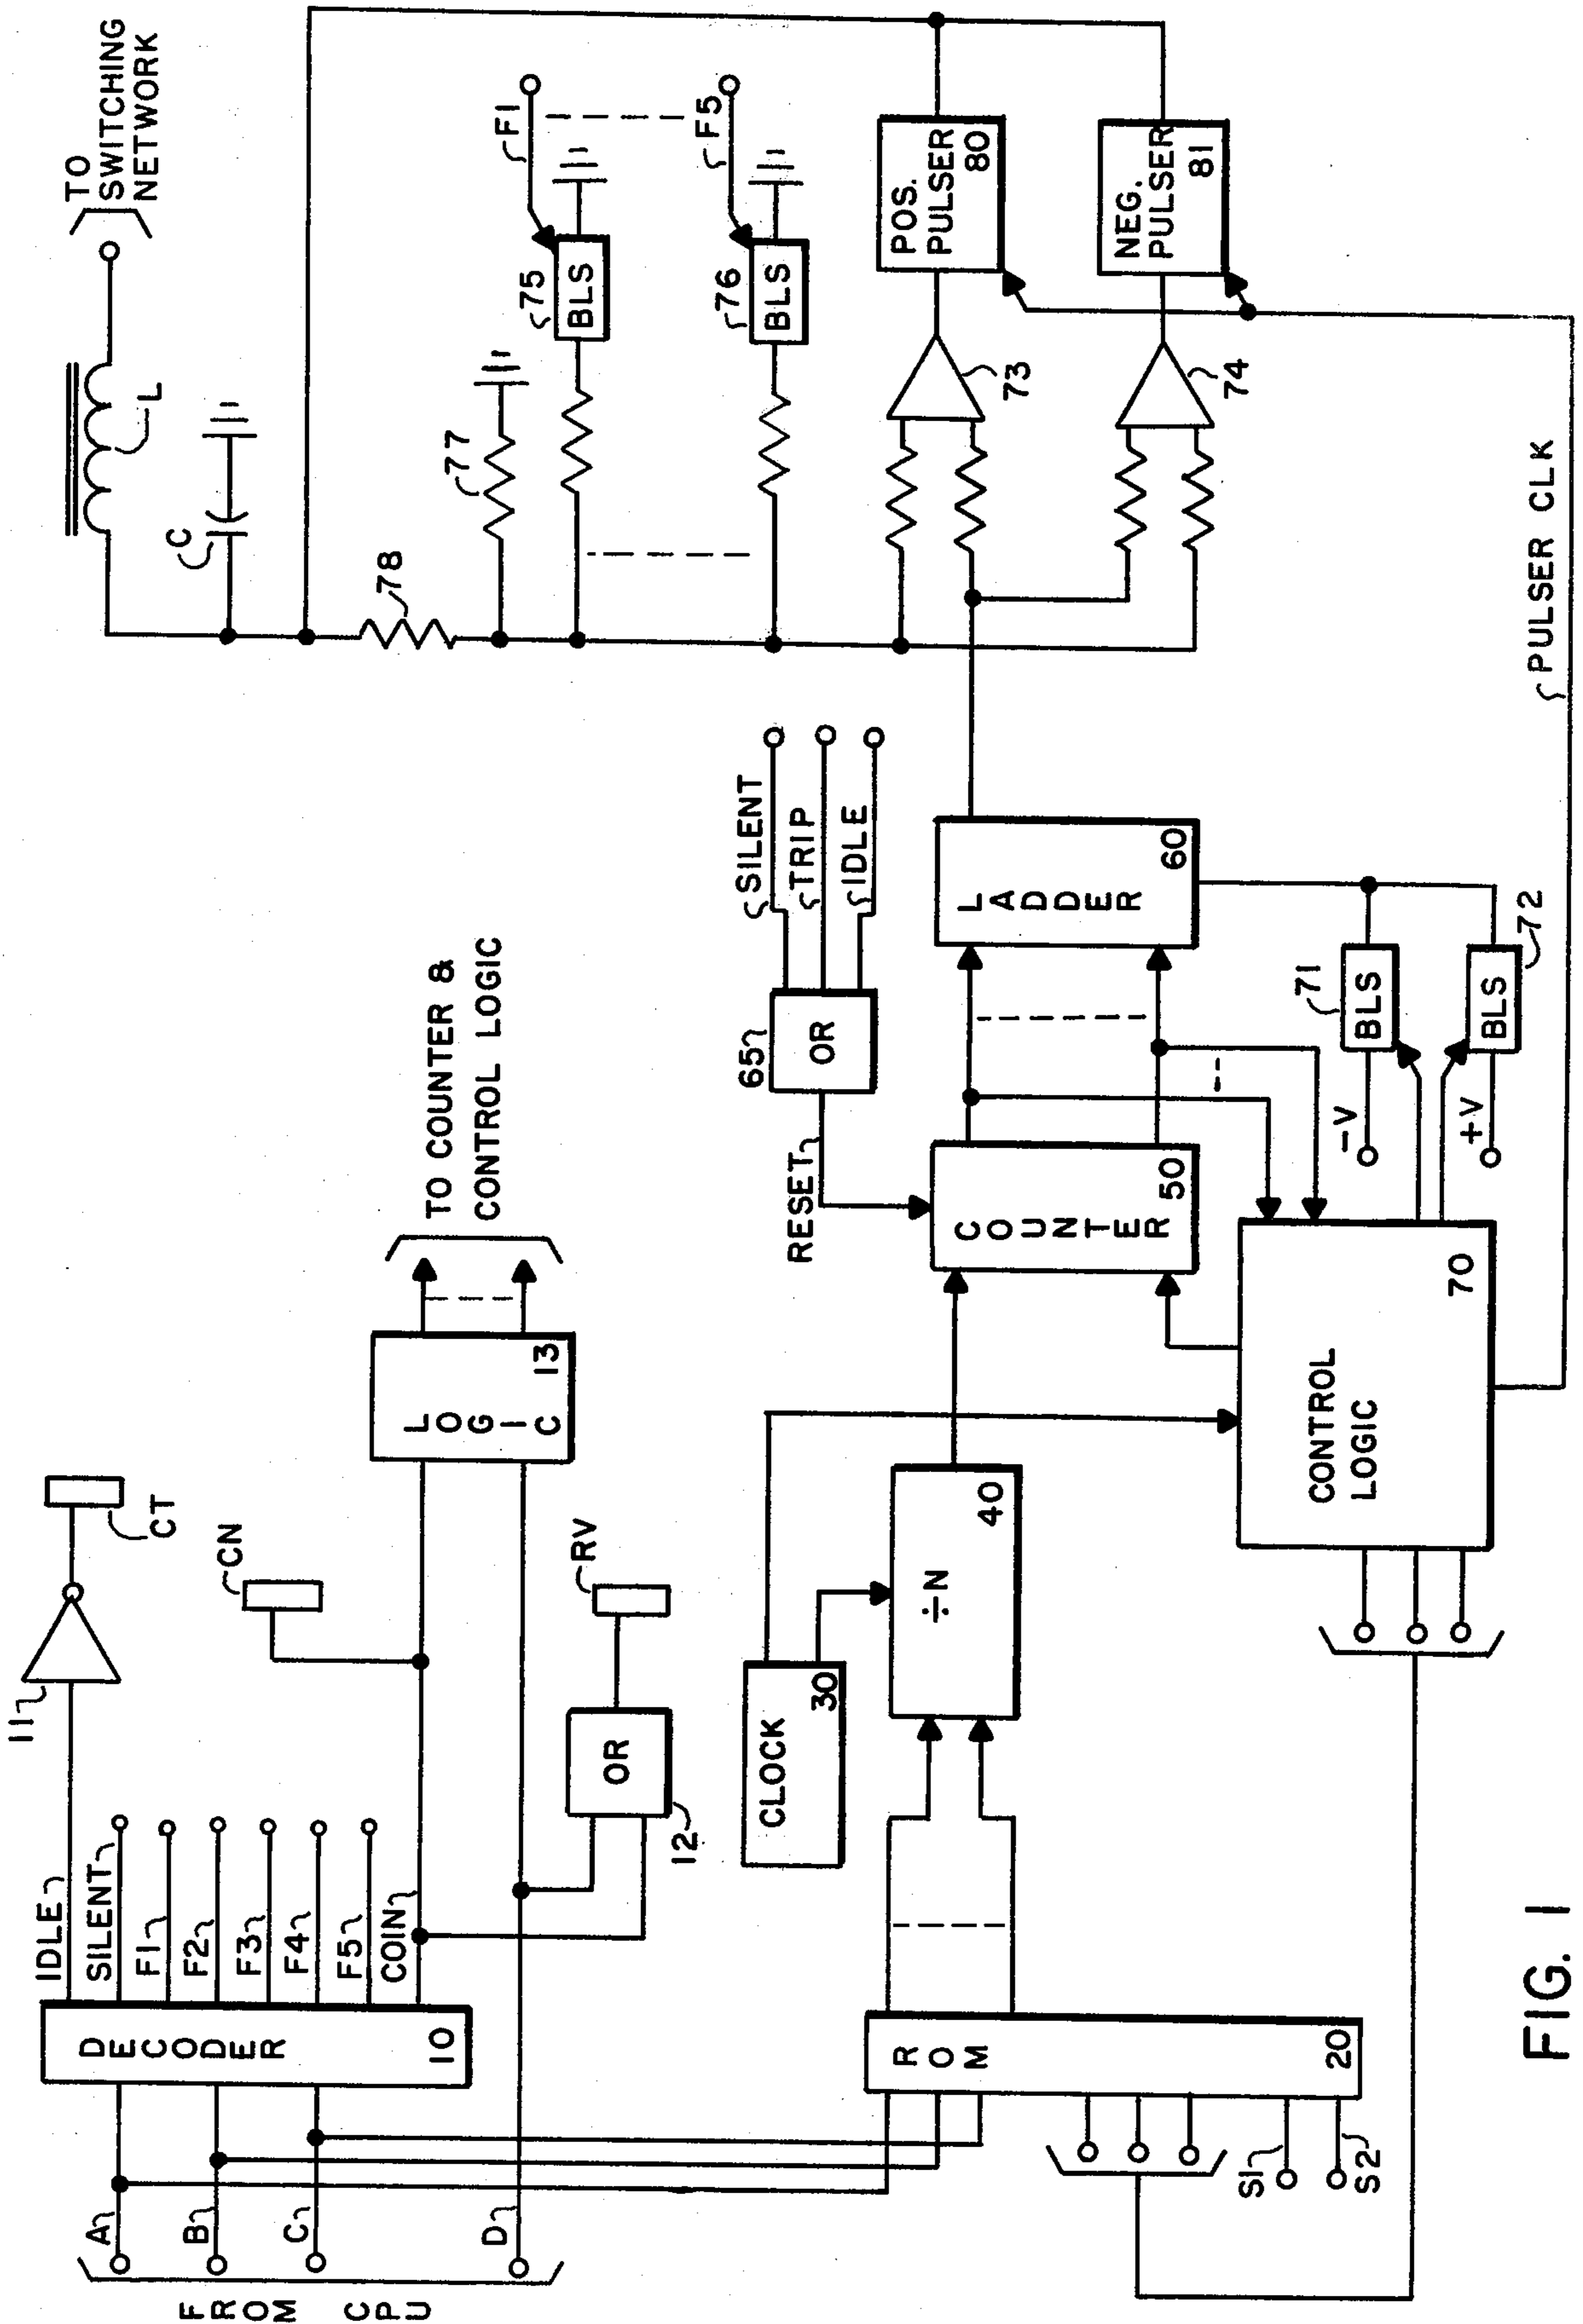 FROM CPU
A
B
C
D
DECODER
10
IDLE
SILENT
F1
F2
F3
F4
F5
COIN
11
CT
CN
OR
12
RV
LOGIC
13
TO COUNTER &
CONTROL LOGIC
TO
SWITCHING
NETWORK
L
C
78
77
75
BLS
F1
76
BLS
F5
ROM
20
S1
S2
CLOCK
30
÷N
40
RESET
65
OR
SILENT
TRIP
IDLE
COUNTER
50
LADDER
60
73
74
POS.
PULSER
80
NEG.
PULSER
81
CONTROL
LOGIC
70
-V
71
BLS
+V
BLS
72
PULSER CLK
FIG. 1